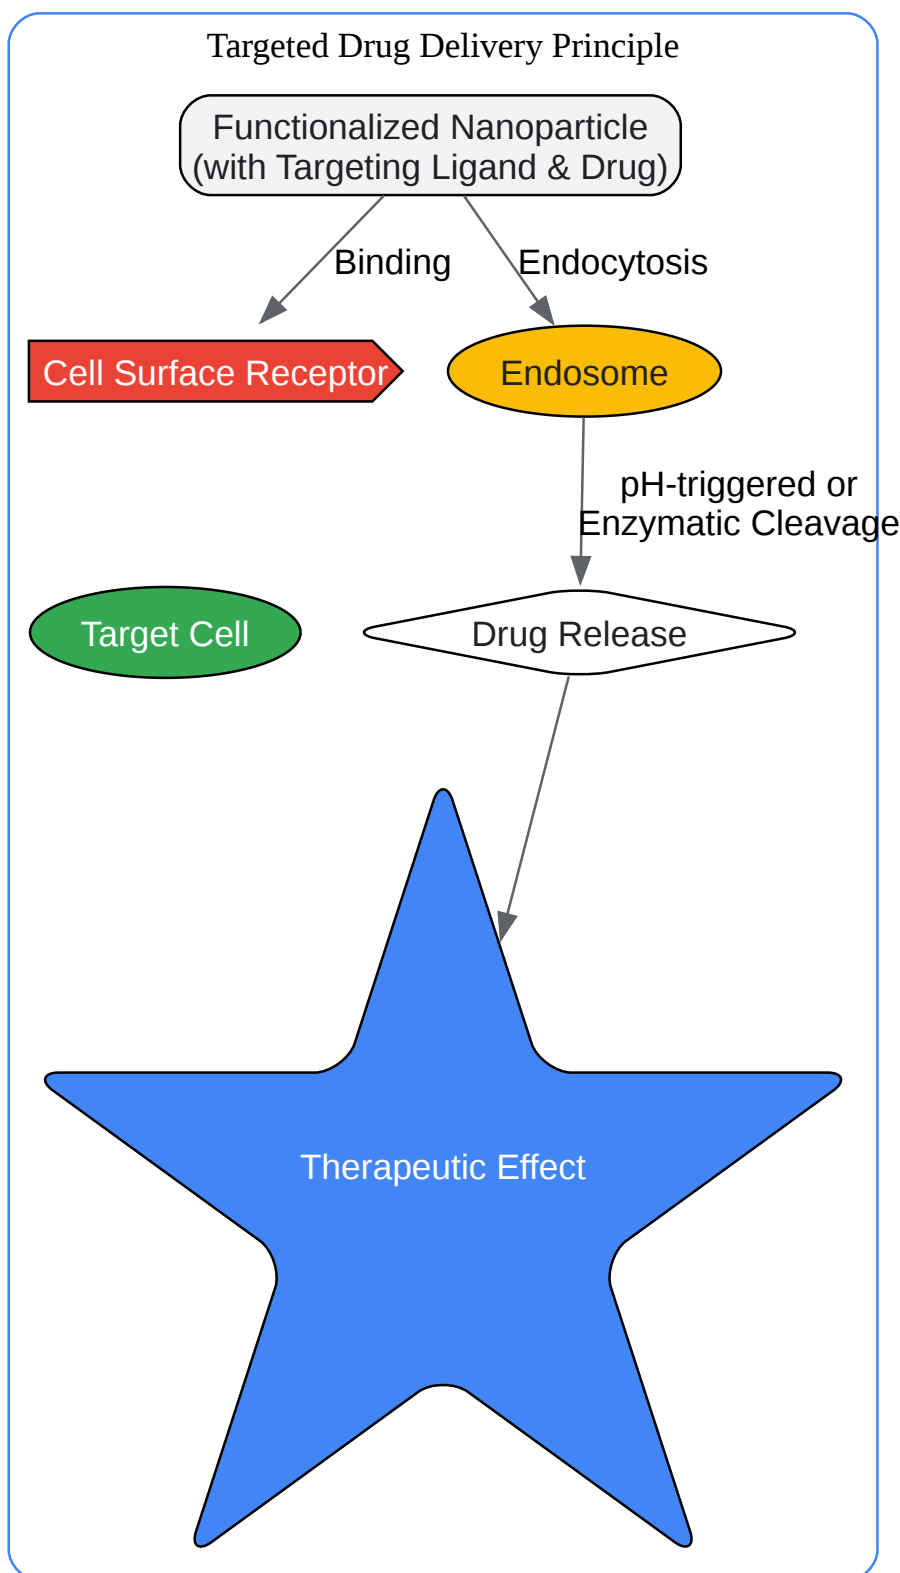 Targeted Drug Delivery Principle
Functionalized Nanoparticle
(with Targeting Ligand & Drug)
Binding
Endocytosis
Cell Surface Receptor
Endosome
pH-triggered or
Enzymatic Cleavage
Target Cell
Drug Release
Therapeutic Effect